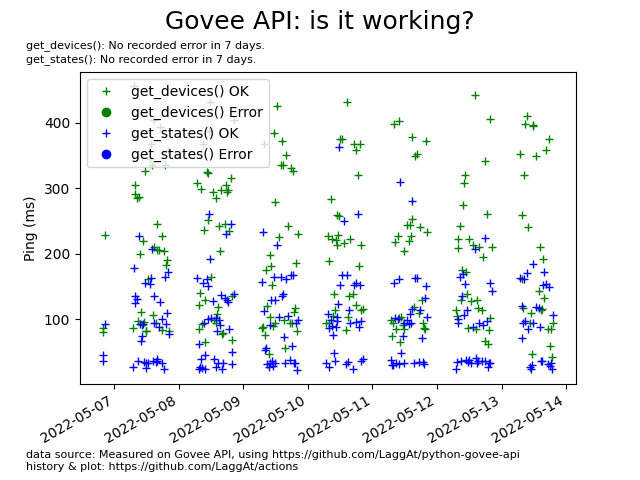 Govee API: is it working?
get_devices(): No recorded error in 7 days.
get_states(): No recorded error in 7 days.
get_devices() OK
get_devices() Error
get_states() OK
get_states() Error
Ping (ms)
400
300
200
100
2022-05-07
2022-05-08
2022-05-09
2022-05-10
2022-05-11
2022-05-12
2022-05-13
2022-05-14
data source: Measured on Govee API, using https://github.com/LaggAt/python-govee-api
history & plot: https://github.com/LaggAt/actions